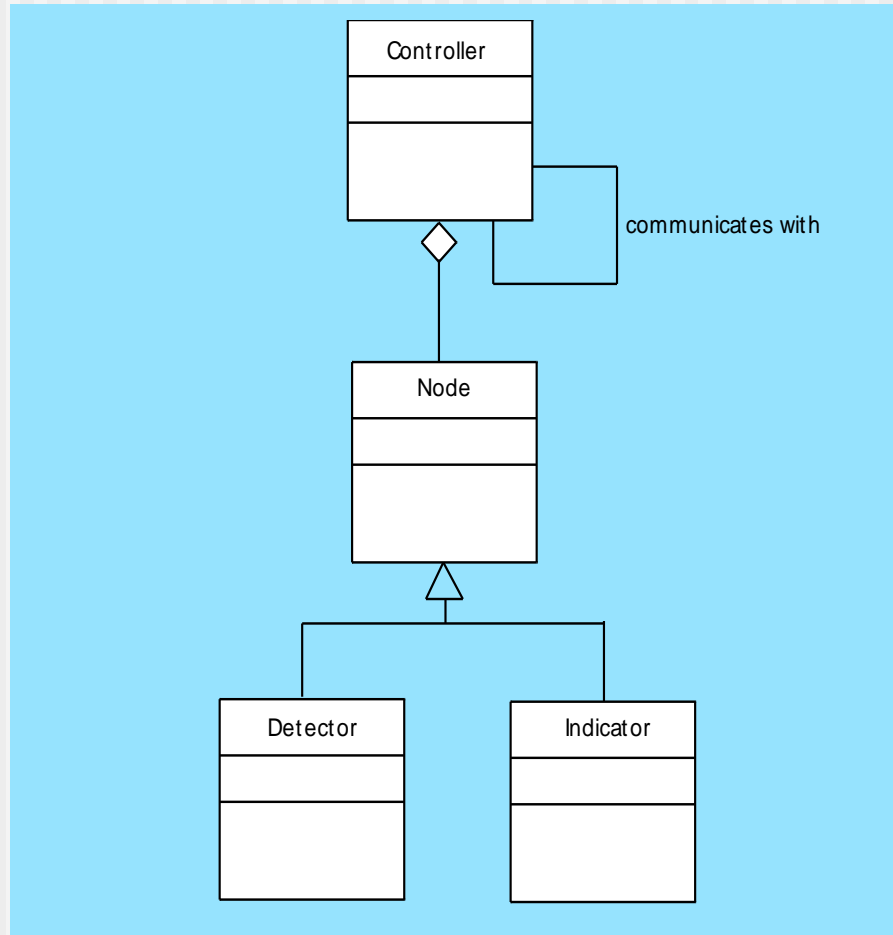 Controller
communicates with
Node
Detector
Indicator